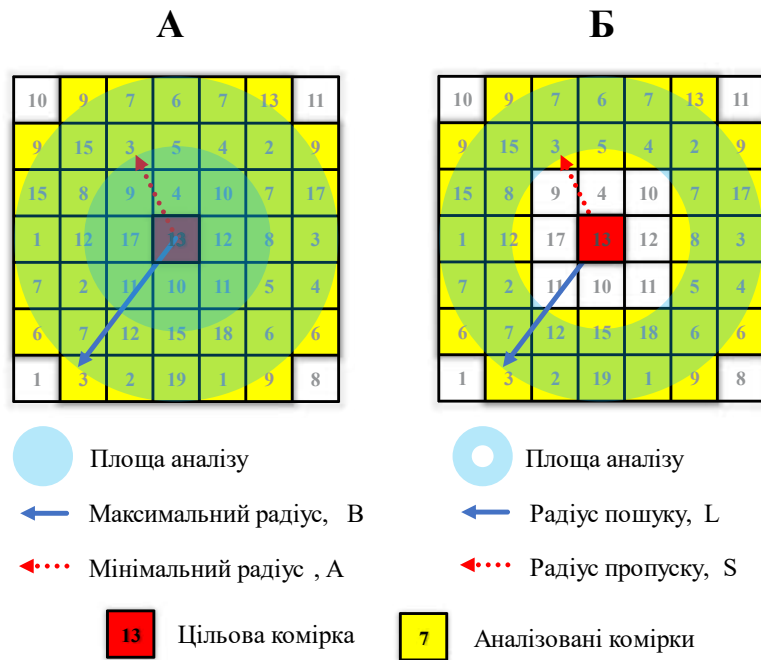 А Б
10 9 7 6 7 13 11 10 9 7 6 7 13 11
9 15 3 5 4 2 9 9 15 3 5 4 2 9
15 8 9 4 10 7 17 15 8 9 4 10 7 17
1 12 17 13 12 8 3 1 12 17 13 12 8 3
7 2 11 10 11 5 4 7 2 11 10 11 5 4
6 7 12 15 18 6 6 6 7 12 15 18 6 6
1 3 2 19 1 9 8 1 3 2 19 1 9 8
Площа аналізу Площа аналізу
Максимальний радіус, В Радіус пошуку, L
Мінімальний радіус , А Радіус пропуску, S
13 Цільова комірка 7 Аналізовані комірки